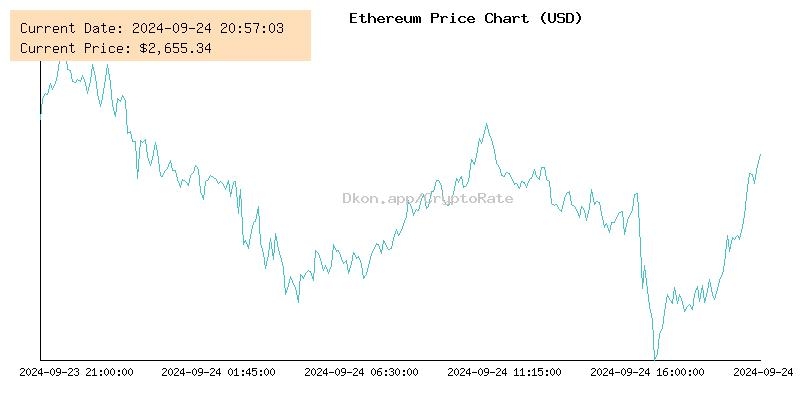 Ethereum Price Chart (USD)
Current Date: 2024-09-24 20:57:03
Current Price: $2,655.34
Dkon.app/CryptoRate
2024-09-23 21:00:00
2024-09-24 01:45:00
2024-09-24 06:30:00
2024-09-24 11:15:00
2024-09-24 16:00:00
2024-09-24